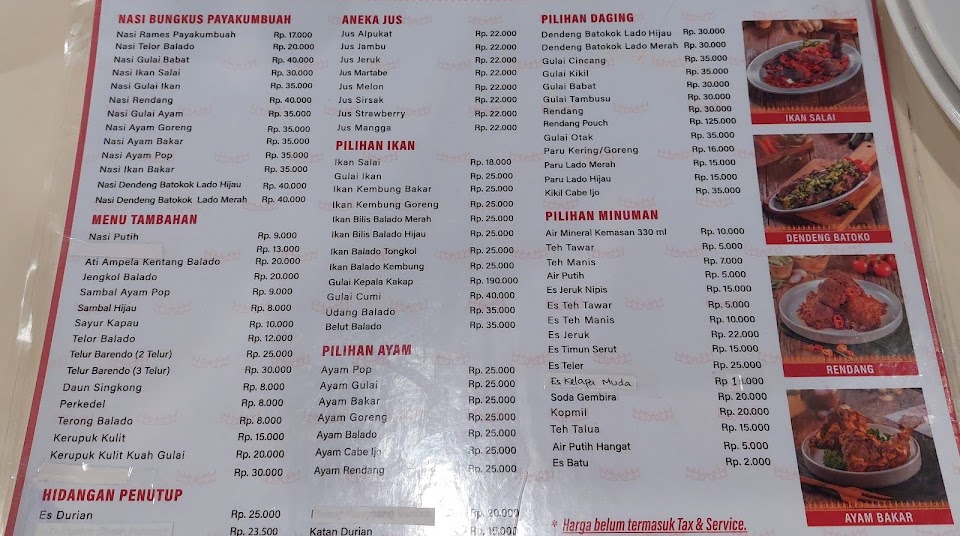 NASI BUNGKUS PAYAKUMBUAH
Nasi Rames Payakumbuah Rp. 17.000
Nasi Telor Balado Rp. 20.000
Nasi Gulai Babat Rp. 40.000
Nasi Ikan Salai Rp. 30.000
Nasi Gulai Ikan Rp. 35.000
Nasi Rendang Rp. 40.000
Nasi Gulai Ayam Rp. 35.000
Nasi Ayam Goreng Rp. 35.000
Nasi Ayam Bakar Rp. 35.000
Nasi Ayam Pop Rp. 35.000
Nasi Ikan Bakar Rp. 35.000
Nasi Dendeng Batokok Lado Hijau Rp. 40.000
Nasi Dendeng Batokok Lado Merah Rp. 40.000
MENU TAMBAHAN
Nasi Putih Rp. 9.000
Rp. 13.000
Ati Ampela Kentang Balado Rp. 20.000
Jengkol Balado Rp. 20.000
Sambal Ayam Pop Rp. 9.000
Sambal Hijau Rp. 8.000
Sayur Kapau Rp. 10.000
Telor Balado Rp. 12.000
Telur Barendo (2 Telur) Rp. 25.000
Telur Barendo (3 Telur) Rp. 30.000
Daun Singkong Rp. 8.000
Perkedel Rp. 8.000
Terong Balado Rp. 8.000
Kerupuk Kulit Rp. 15.000
Kerupuk Kulit Kuah Gulai Rp. 20.000
Rp. 30.000
HIDANGAN PENUTUP
Es Durian Rp. 25.000
Rp. 23.500
ANEKA JUS
Jus Alpukat Rp. 22.000
Jus Jambu Rp. 22.000
Jus Jeruk Rp. 22.000
Jus Martabe Rp. 22.000
Jus Melon Rp. 22.000
Jus Sirsak Rp. 22.000
Jus Strawberry Rp. 22.000
Jus Mangga Rp. 22.000
PILIHAN IKAN
Ikan Salai Rp. 18.000
Gulai Ikan Rp. 25.000
Ikan Kembung Bakar Rp. 25.000
Ikan Kembung Goreng Rp. 25.000
Ikan Bilis Balado Merah Rp. 25.000
Ikan Bilis Balado Hijau Rp. 25.000
Ikan Balado Tongkol Rp. 25.000
Ikan Balado Kembung Rp. 25.000
Gulai Kepala Kakap Rp. 190.000
Gulai Cumi Rp. 40.000
Udang Balado Rp. 35.000
Belut Balado Rp. 35.000
PILIHAN AYAM
Ayam Pop Rp. 25.000
Ayam Gulai Rp. 25.000
Ayam Bakar Rp. 25.000
Ayam Goreng Rp. 25.000
Ayam Balado Rp. 25.000
Ayam Cabe Ijo Rp. 25.000
Ayam Rendang Rp. 25.000
Rp. 20.000
Katan Durian Rp. 15.000
PILIHAN DAGING
Dendeng Batokok Lado Hijau Rp. 30.000
Dendeng Batokok Lado Merah Rp. 30.000
Gulai Cincang Rp. 35.000
Gulai Kikil Rp. 35.000
Gulai Babat Rp. 30.000
Gulai Tambusu Rp. 30.000
Rendang Rp. 30.000
Rendang Pouch Rp. 125.000
Gulai Otak Rp. 35.000
Paru Kering/Goreng Rp. 16.000
Paru Lado Merah Rp. 15.000
Paru Lado Hijau Rp. 15.000
Kikil Cabe Ijo Rp. 35.000
PILIHAN MINUMAN
Air Mineral Kemasan 330 ml Rp. 10.000
Teh Tawar Rp. 5.000
Teh Manis Rp. 7.000
Air Putih Rp. 5.000
Es Jeruk Nipis Rp. 15.000
Es Teh Tawar Rp. 5.000
Es Teh Manis Rp. 10.000
Es Jeruk Rp. 22.000
Es Timun Serut Rp. 15.000
Es Teler Rp. 25.000
Es Kelapa Muda
Soda Gembira Rp. 20.000
Kopmil Rp. 20.000
Teh Talua Rp. 15.000
Air Putih Hangat Rp. 5.000
Es Batu Rp. 2.000
* Harga belum termasuk Tax & Service.
IKAN SALAI
DENDENG BATOKO
RENDANG
AYAM BAKAR